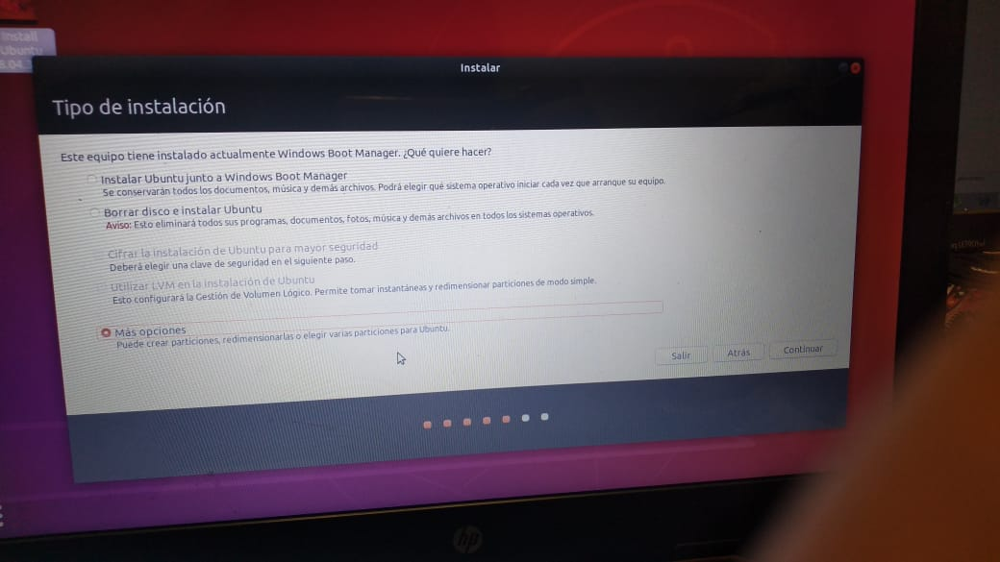 Install
Ubuntu
Instalar
Tipo de instalación
Este equipo tiene instalado actualmente Windows Boot Manager. ¿Qué quiere hacer?
Instalar Ubuntu junto a Windows Boot Manager
Se conservarán todos los documentos, música y demás archivos. Podrá elegir qué sistema operativo iniciar cada vez que arranque su equipo.
Borrar disco e instalar Ubuntu
Aviso: Esto eliminará todos sus programas, documentos, fotos, música y demás archivos en todos los sistemas operativos.
Cifrar la instalación de Ubuntu para mayor seguridad
Deberá elegir una clave de seguridad en el siguiente paso.
Utilizar LVM en la instalación de Ubuntu
Esto configurará la Gestión de Volumen Lógico. Permite tomar instantáneas y redimensionar particiones de modo simple.
Más opciones
Puede crear particiones, redimensionarlas o elegir varias particiones para Ubuntu.
Salir
Atrás
Continuar
hp